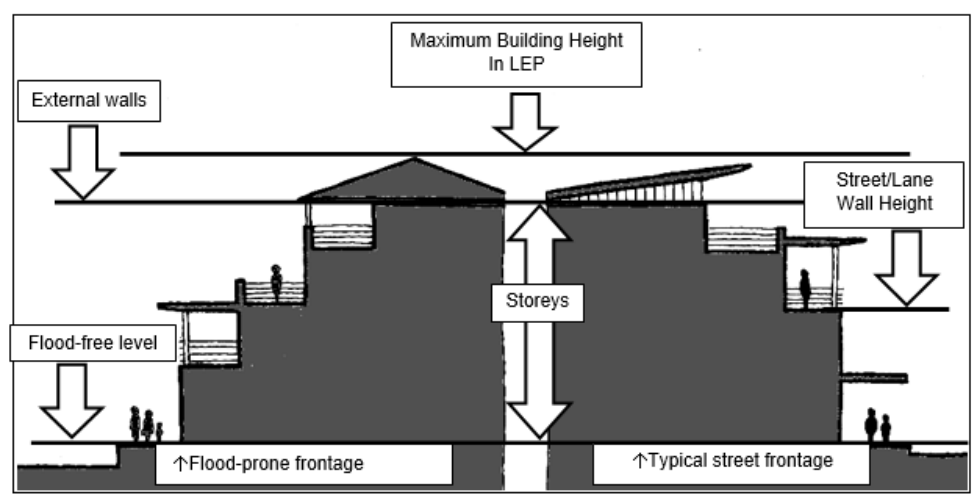 Maximum Building Height
In LEP
External walls
Street/Lane
Wall Height
Storeys
Flood-free level
↑Flood-prone frontage
↑Typical street frontage